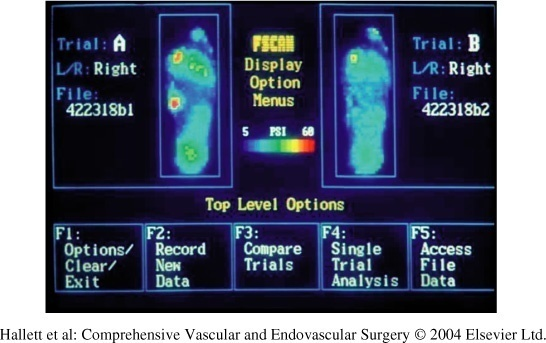 Trial: A
L/R: Right
File:
422318b1
FSCAN
Display
Option
Menus
5 PSI 60
Trial: B
L/R: Right
File:
422318b2
Top Level Options
F1:
Options/
Clear/
Exit
F2:
Record
New
Data
F3:
Compare
Trials
F4:
Single
Trial
Analysis
F5:
Access
File
Data
Hallett et al: Comprehensive Vascular and Endovascular Surgery © 2004 Elsevier Ltd.